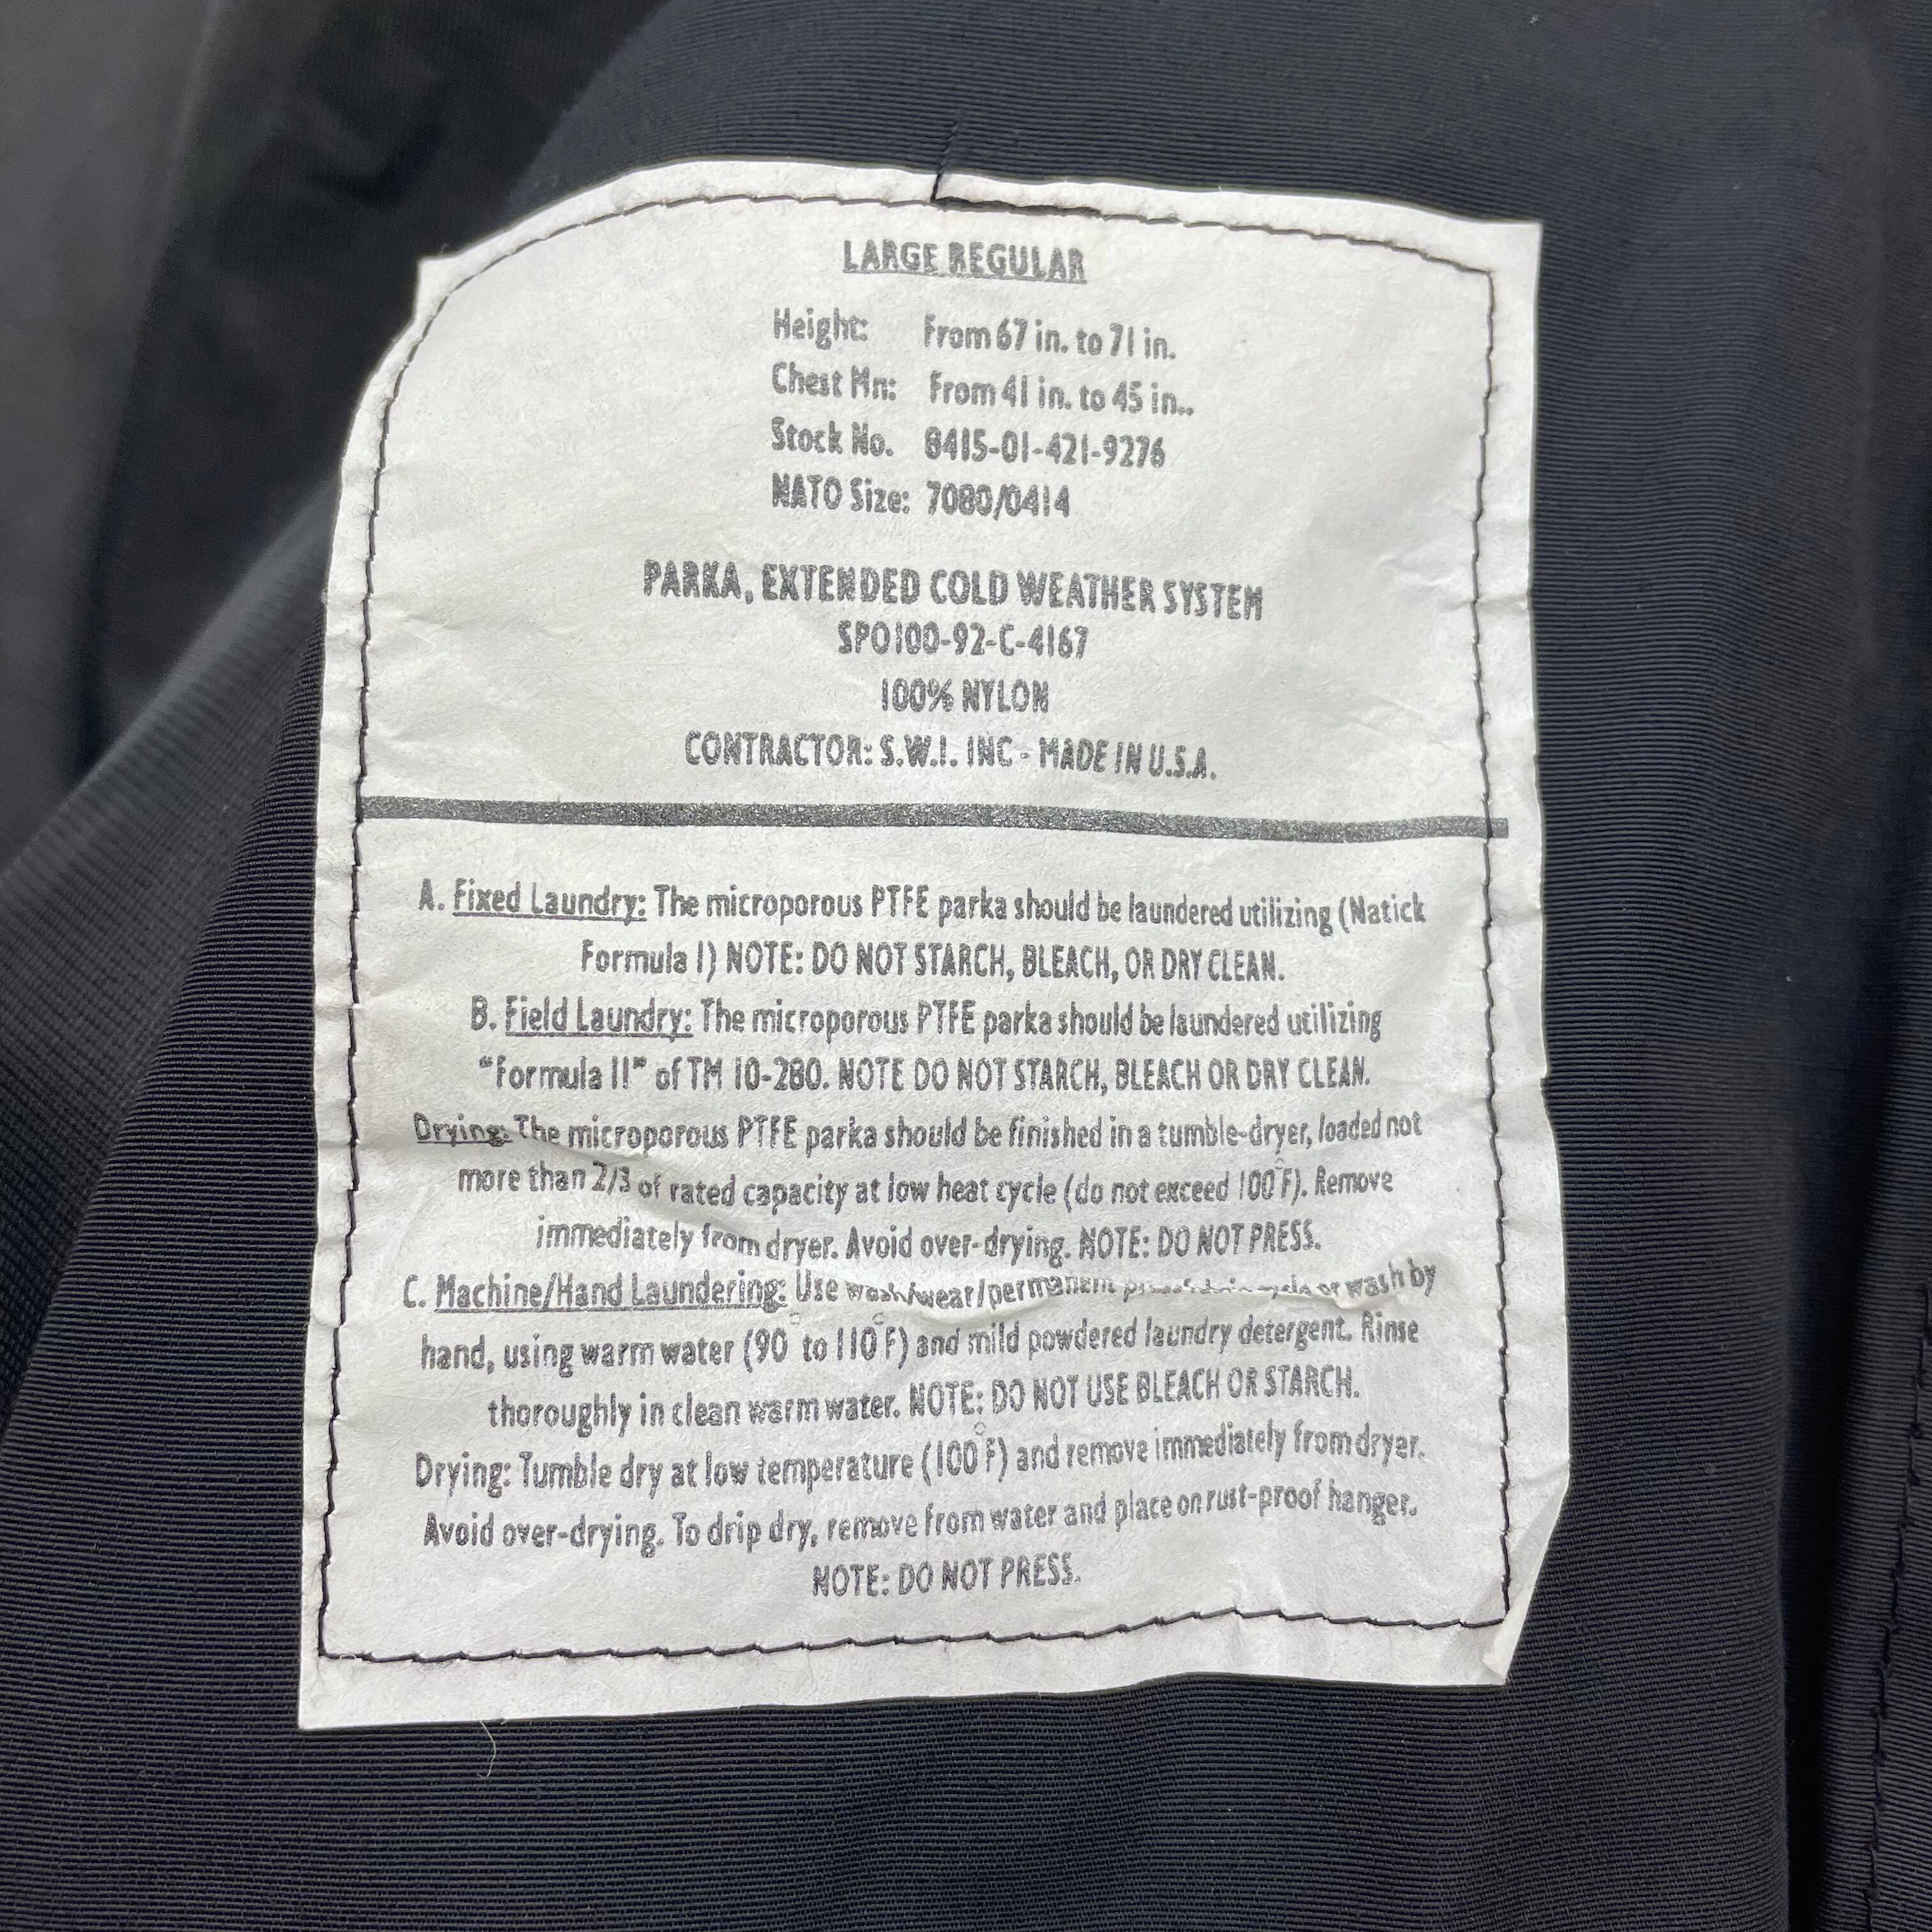 LARGE REGULAR
Height: From 67 in. to 71 in.
Chest Mn: From 41 in. to 45 in..
Stock No. 8415-01-421-9276
NATO Size: 7080/0414
PARKA, EXTENDED COLD WEATHER SYSTEM
SPO100-92-C-4167
100% NYLON
CONTRACTOR: S.W.I. INC - MADE IN U.S.A.
A. Fixed Laundry: The microporous PTFE parka should be laundered utilizing (Natick
Formula I) NOTE: DO NOT STARCH, BLEACH, OR DRY CLEAN.
B. Field Laundry: The microporous PTFE parka should be laundered utilizing
"Formula II" of TM 10-280. NOTE DO NOT STARCH, BLEACH OR DRY CLEAN.
Drying: The microporous PTFE parka should be finished in a tumble-dryer, loaded not
more than 2/3 of rated capacity at low heat cycle (do not exceed 100°F). Remove
immediately from dryer. Avoid over-drying. NOTE: DO NOT PRESS.
C. Machine/Hand Laundering: Use wash/wear/permanent or wash by
hand, using warm water (90° to 110°F) and mild powdered laundry detergent. Rinse
thoroughly in clean warm water. NOTE: DO NOT USE BLEACH OR STARCH.
Drying: Tumble dry at low temperature (100°F) and remove immediately from dryer.
Avoid over-drying. To drip dry, remove from water and place on rust-proof hanger.
NOTE: DO NOT PRESS.